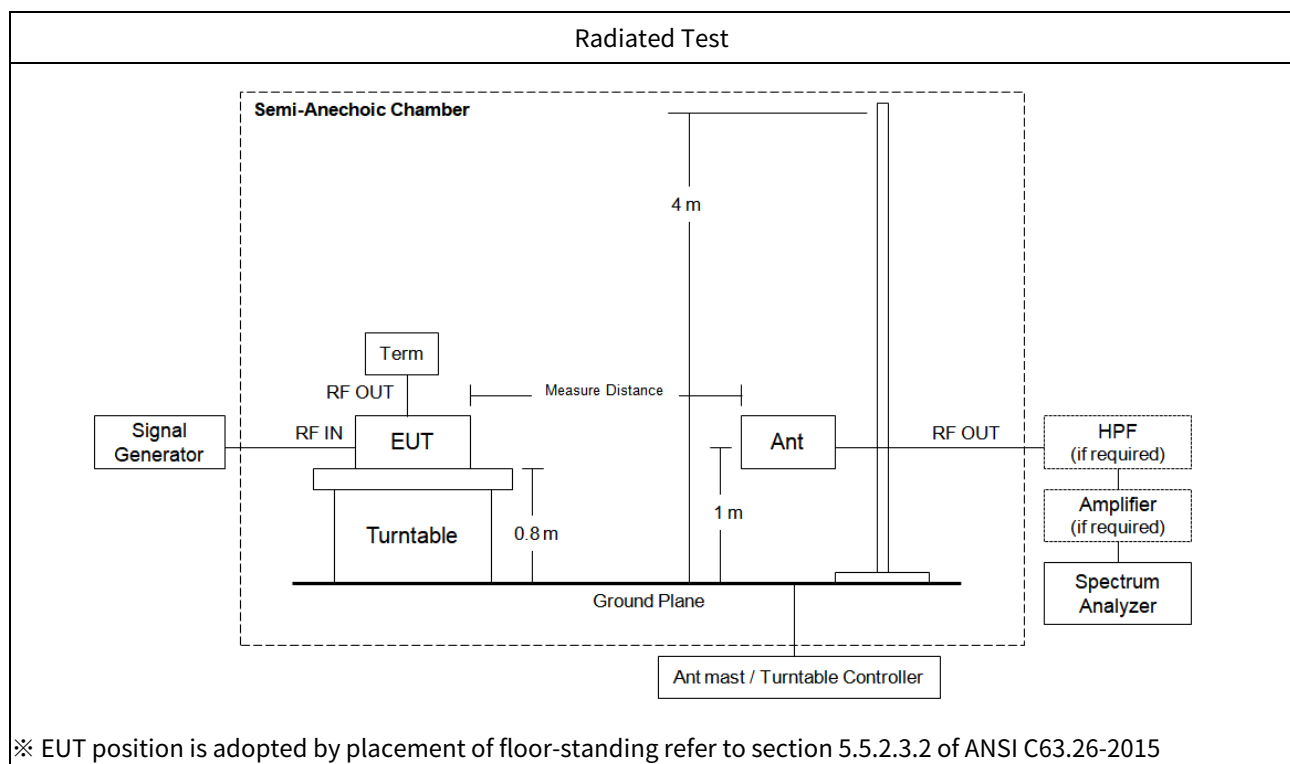 Radiated Test
Semi-Anechoic Chamber
4 m
Term
RF OUT
Measure Distance
Signal
Generator
RF IN
EUT
Ant
RF OUT
HPF
(if required)
0.8 m
1 m
Turntable
Amplifier
(if required)
Ground Plane
Spectrum
Analyzer
Ant mast / Turntable Controller
※ EUT position is adopted by placement of floor-standing refer to section 5.5.2.3.2 of ANSI C63.26-2015